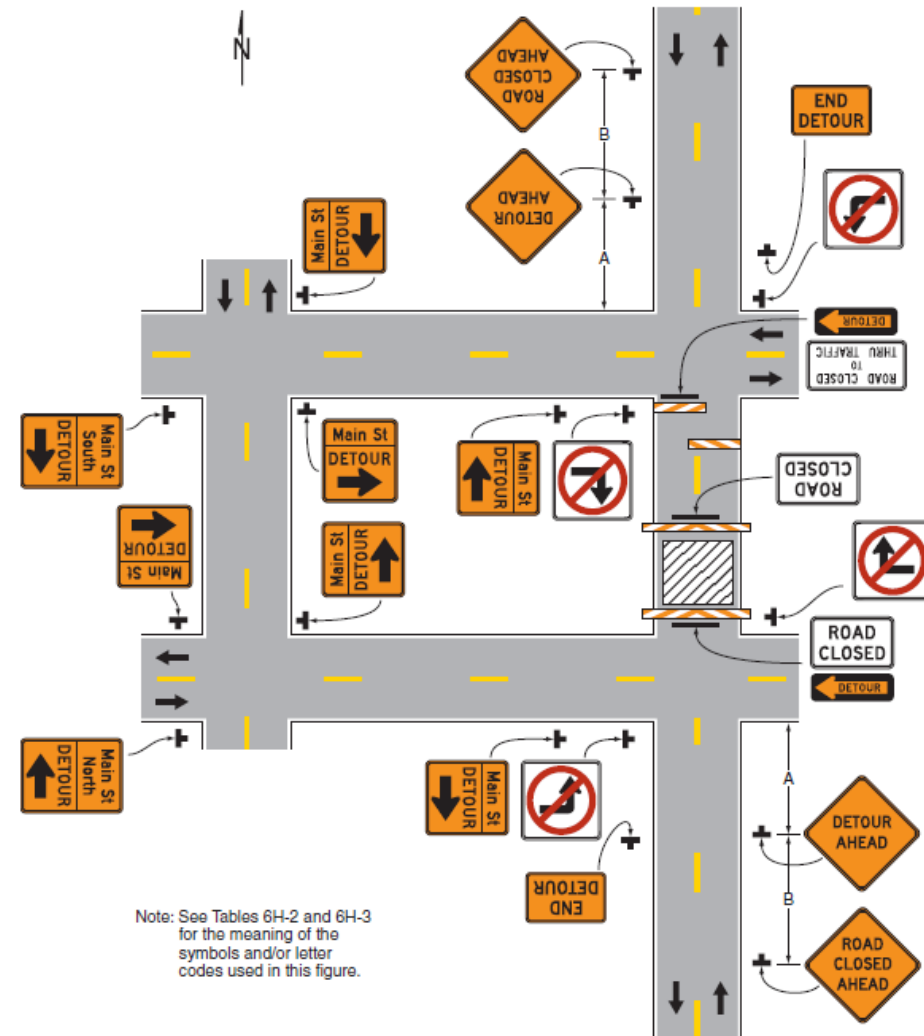 N
ROAD
CLOSED
AHEAD
B
DETOUR
AHEAD
A
END
DETOUR
Main St
DETOUR
DETOUR
ROAD CLOSED
TO
THRU TRAFFIC
Main St
South
DETOUR
Main St
DETOUR
Main St
DETOUR
ROAD
CLOSED
Main St
DETOUR
Main St
DETOUR
ROAD
CLOSED
DETOUR
Main St
North
DETOUR
Main St
DETOUR
A
DETOUR
AHEAD
END
DETOUR
B
ROAD
CLOSED
AHEAD
Note: See Tables 6H-2 and 6H-3
for the meaning of the
symbols and/or letter
codes used in this figure.